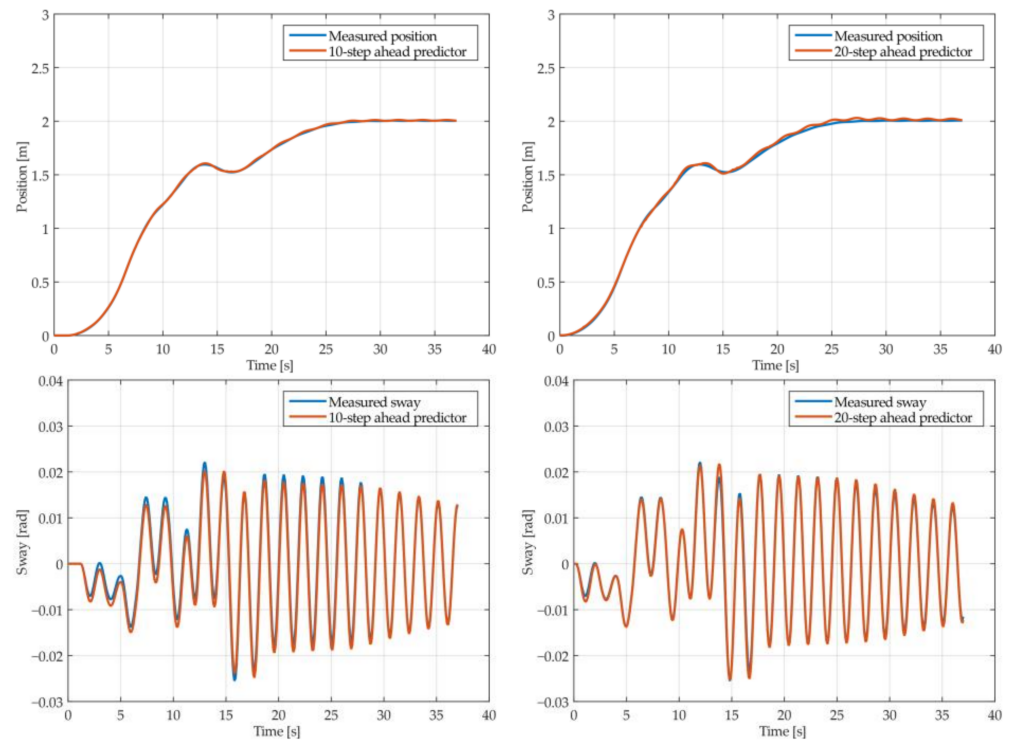 3
2.5
2
1.5
1
0.5
0
Position [m]
Measured position
10-step ahead predictor
0 5 10 15 20 25 30 35 40
Time [s]
3
2.5
2
1.5
1
0.5
0
Position [m]
Measured position
20-step ahead predictor
0 5 10 15 20 25 30 35 40
Time [s]
0.04
0.03
0.02
0.01
0
−0.01
−0.02
−0.03
Sway [rad]
Measured sway
10-step ahead predictor
0 5 10 15 20 25 30 35 40
Time [s]
0.04
0.03
0.02
0.01
0
−0.01
−0.02
−0.03
Sway [rad]
Measured sway
20-step ahead predictor
0 5 10 15 20 25 30 35 40
Time [s]